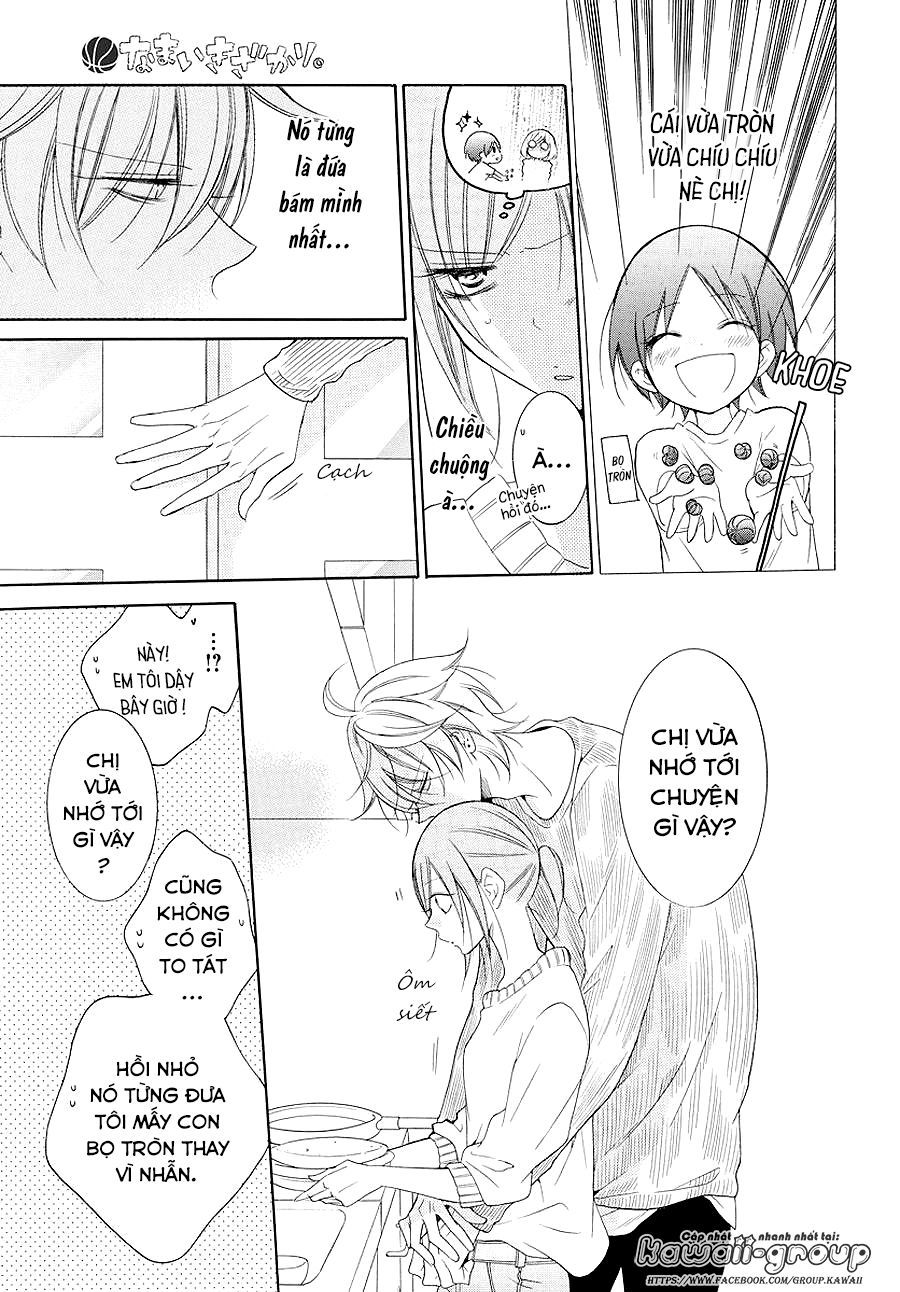 なまいきざかり。
CÁI VỪA TRÒN
VỪA CHÍU CHÍU
NÈ CHỊ!
KHOE
BỌ
TRÒN
À...
Chuyện
hồi đó...
Chiều
chuộng
à...
Nó từng
là đứa
bám mình
nhất...
Cạch
CHỊ VỪA
NHỚ TỚI
CHUYỆN
GÌ VẬY?
Ôm
siết
...!?
NÀY!
EM TÔI DẬY
BÂY GIỜ!
CHỊ
VỪA
NHỚ TỚI
GÌ VẬY
?
CŨNG
KHÔNG
CÓ GÌ
TO TÁT
...
HỒI NHỎ
NÓ TỪNG ĐƯA
TÔI MẤY CON
BỌ TRÒN THAY
VÌ NHẪN.
Cập nhật nhanh nhất tại:
kawaii-group
HTTPS://WWW.FACEBOOK.COM/GROUP.KAWAII